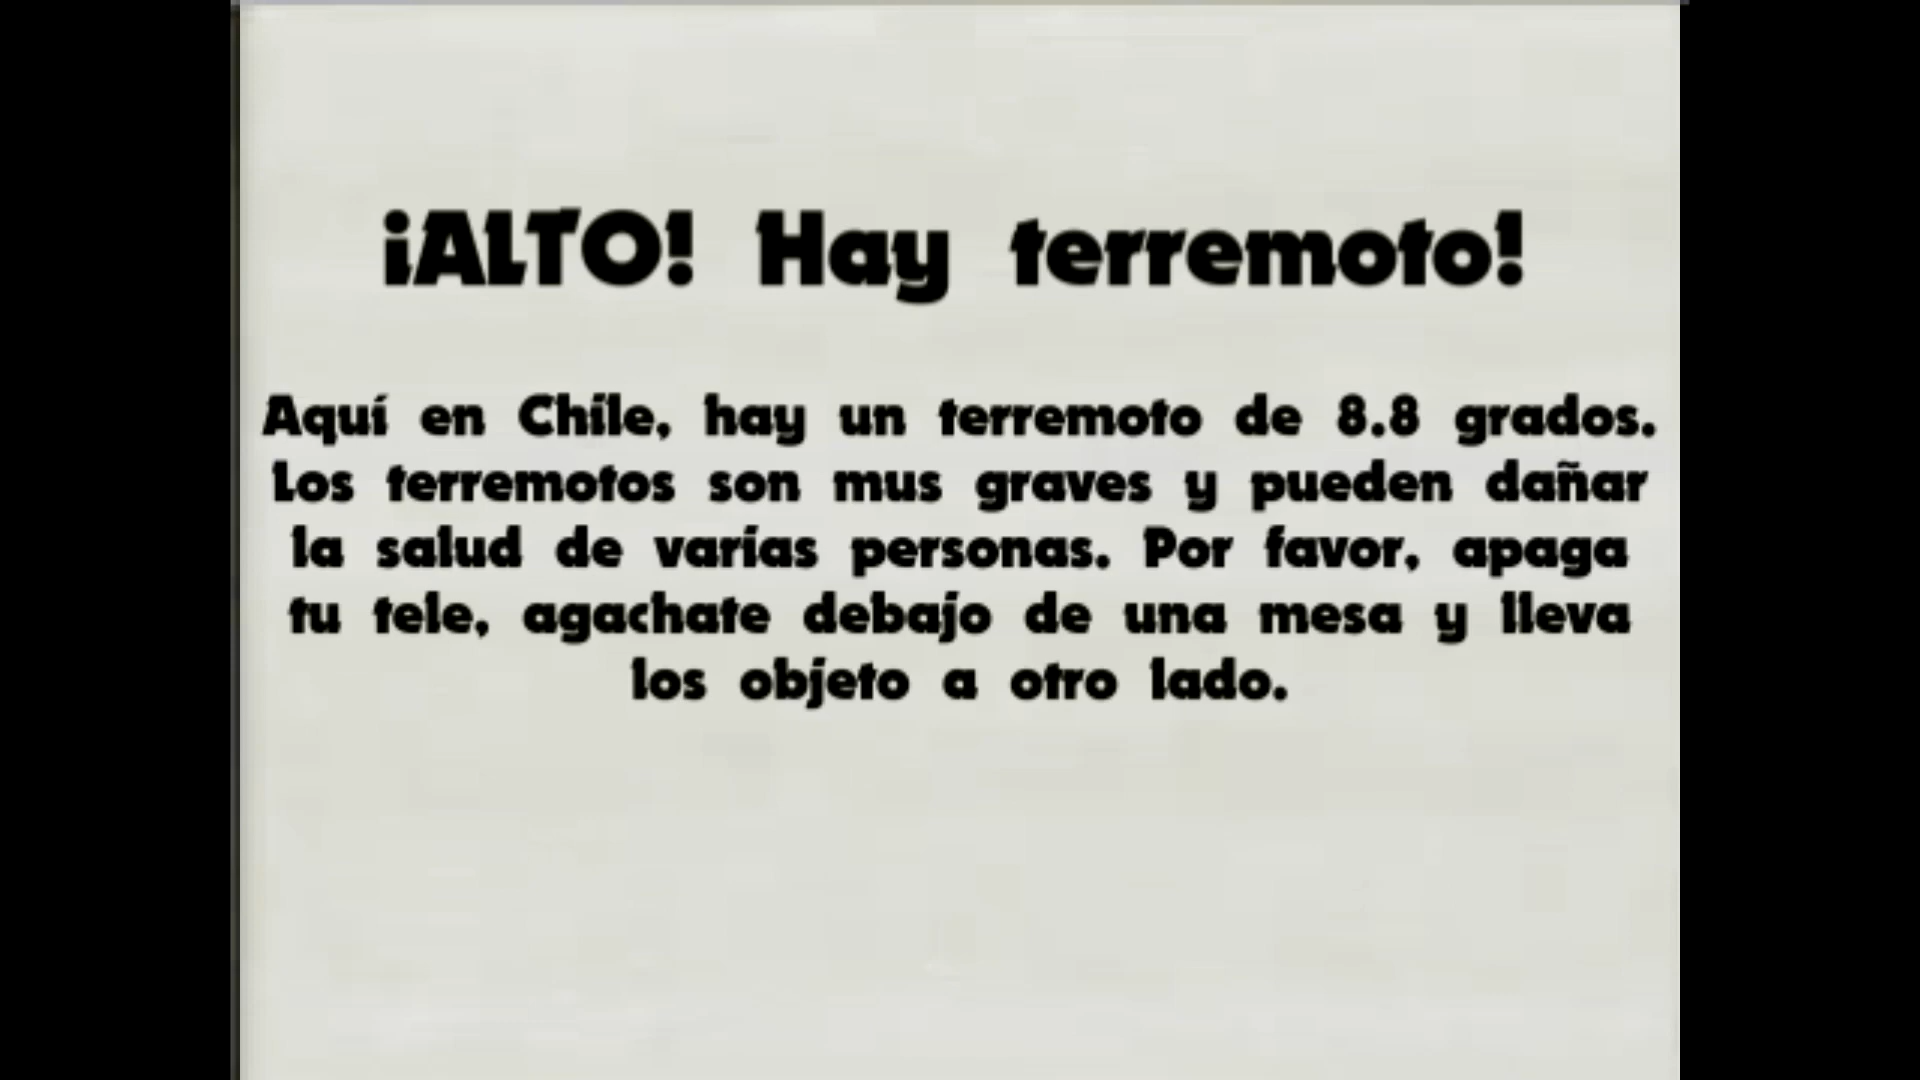 ¡ALTO! Hay terremoto!
Aquí en Chile, hay un terremoto de 8.8 grados.
Los terremotos son mus graves y pueden dañar
la salud de varias personas. Por favor, apaga
tu tele, agachate debajo de una mesa y lleva
los objeto a otro lado.